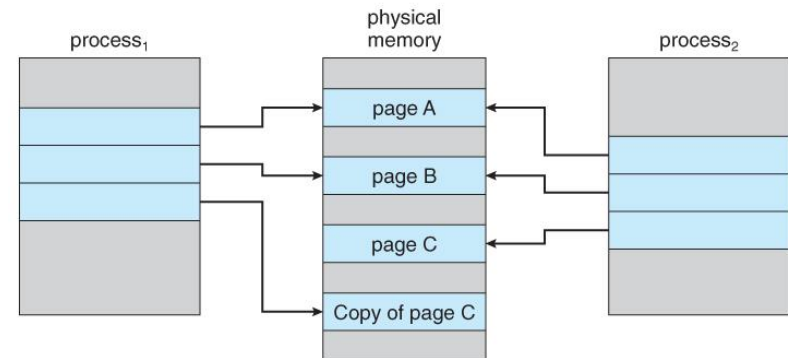 physical
memory
process₁
process₂
page A
page B
page C
Copy of page C